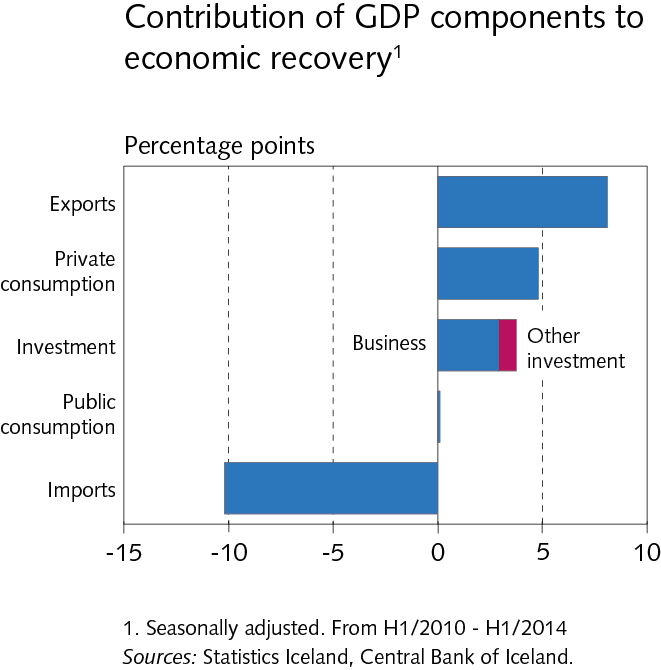 Contribution of GDP components to
economic recovery¹
Percentage points
Exports
Private
consumption
Business
Investment
Other
investment
Public
consumption
Imports
-15 -10 -5 0 5 10
1. Seasonally adjusted. From H1/2010 - H1/2014
Sources: Statistics Iceland, Central Bank of Iceland.